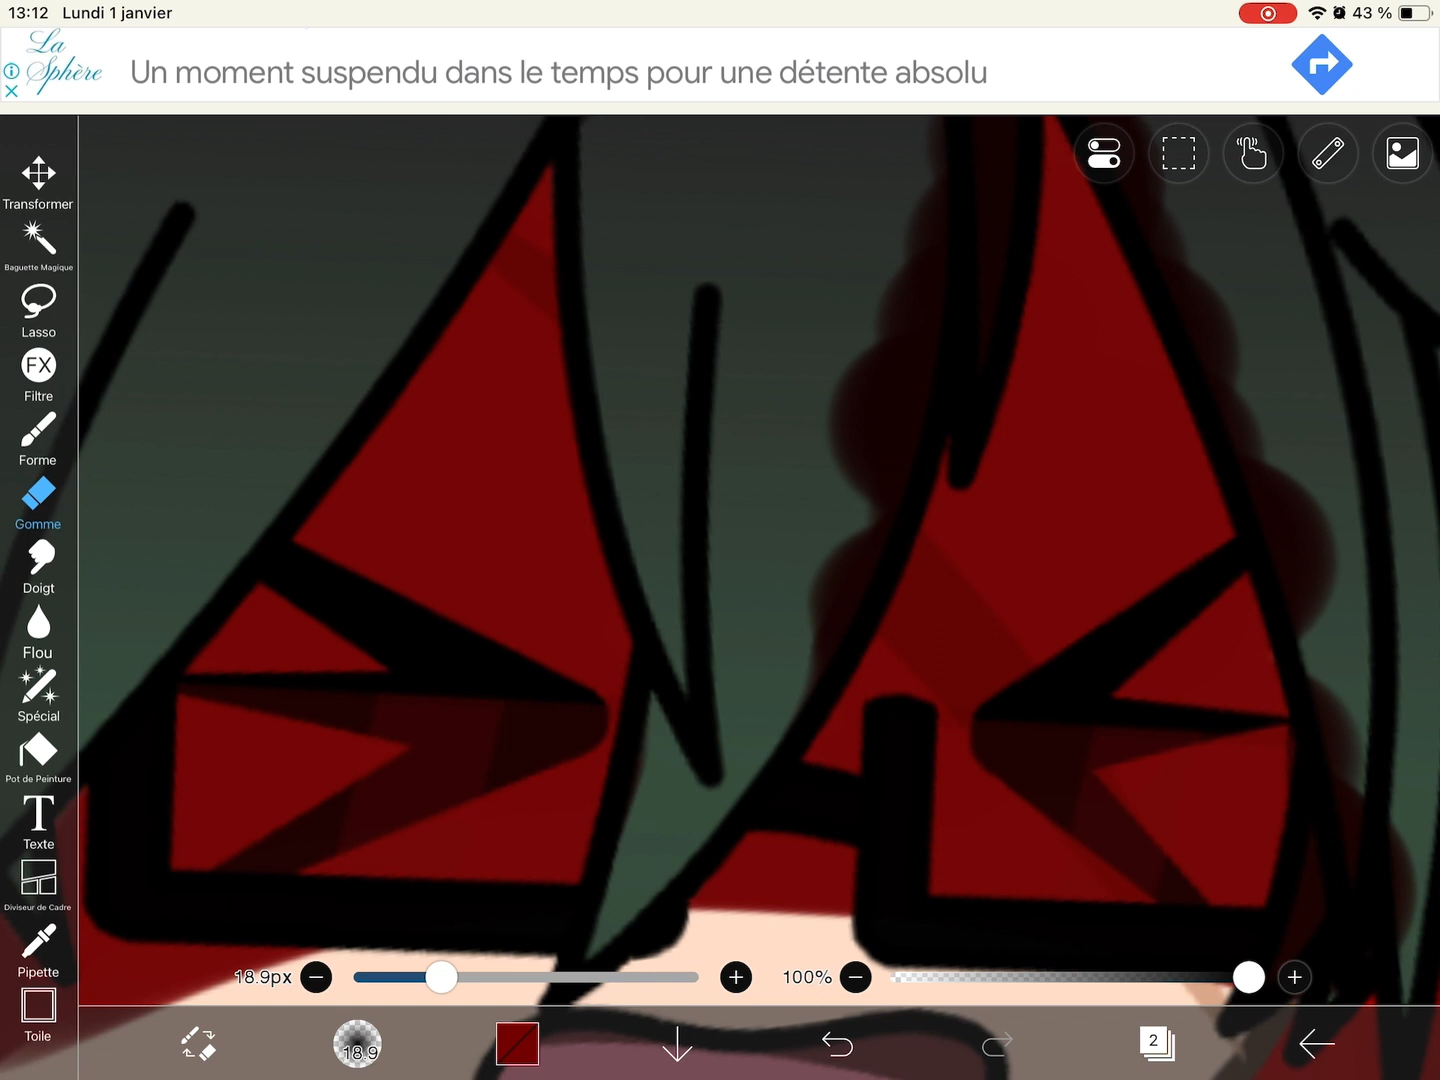 13:12 Lundi 1 janvier
43 %
La
Sphère
Un moment suspendu dans le temps pour une détente absolu
Transformer
Baguette Magique
Lasso
FX
Filtre
Forme
Gomme
Doigt
Flou
Spécial
Pot de Peinture
T
Texte
Diviseur de Cadre
Pipette
Toile
18.9px
100%
18.9
2